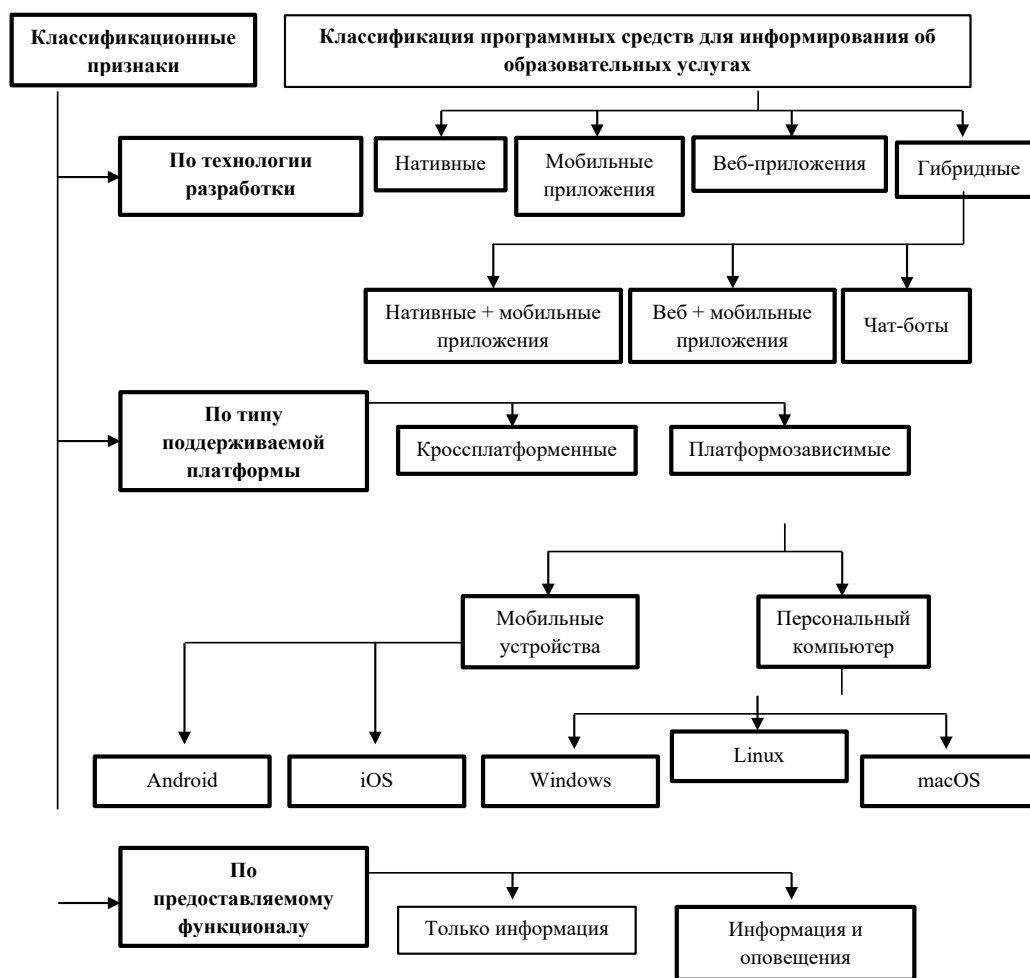 Классификационные
признаки
Классификация программных средств для информирования об
образовательных услугах
По технологии
разработки
Нативные
Мобильные
приложения
Веб-приложения
Гибридные
Нативные + мобильные
приложения
Веб + мобильные
приложения
Чат-боты
По типу
поддерживаемой
платформы
Кроссплатформенные
Платформозависимые
Мобильные
устройства
Персональный
компьютер
Android
iOS
Windows
Linux
macOS
По
предоставляемому
функционалу
Только информация
Информация и
оповещения